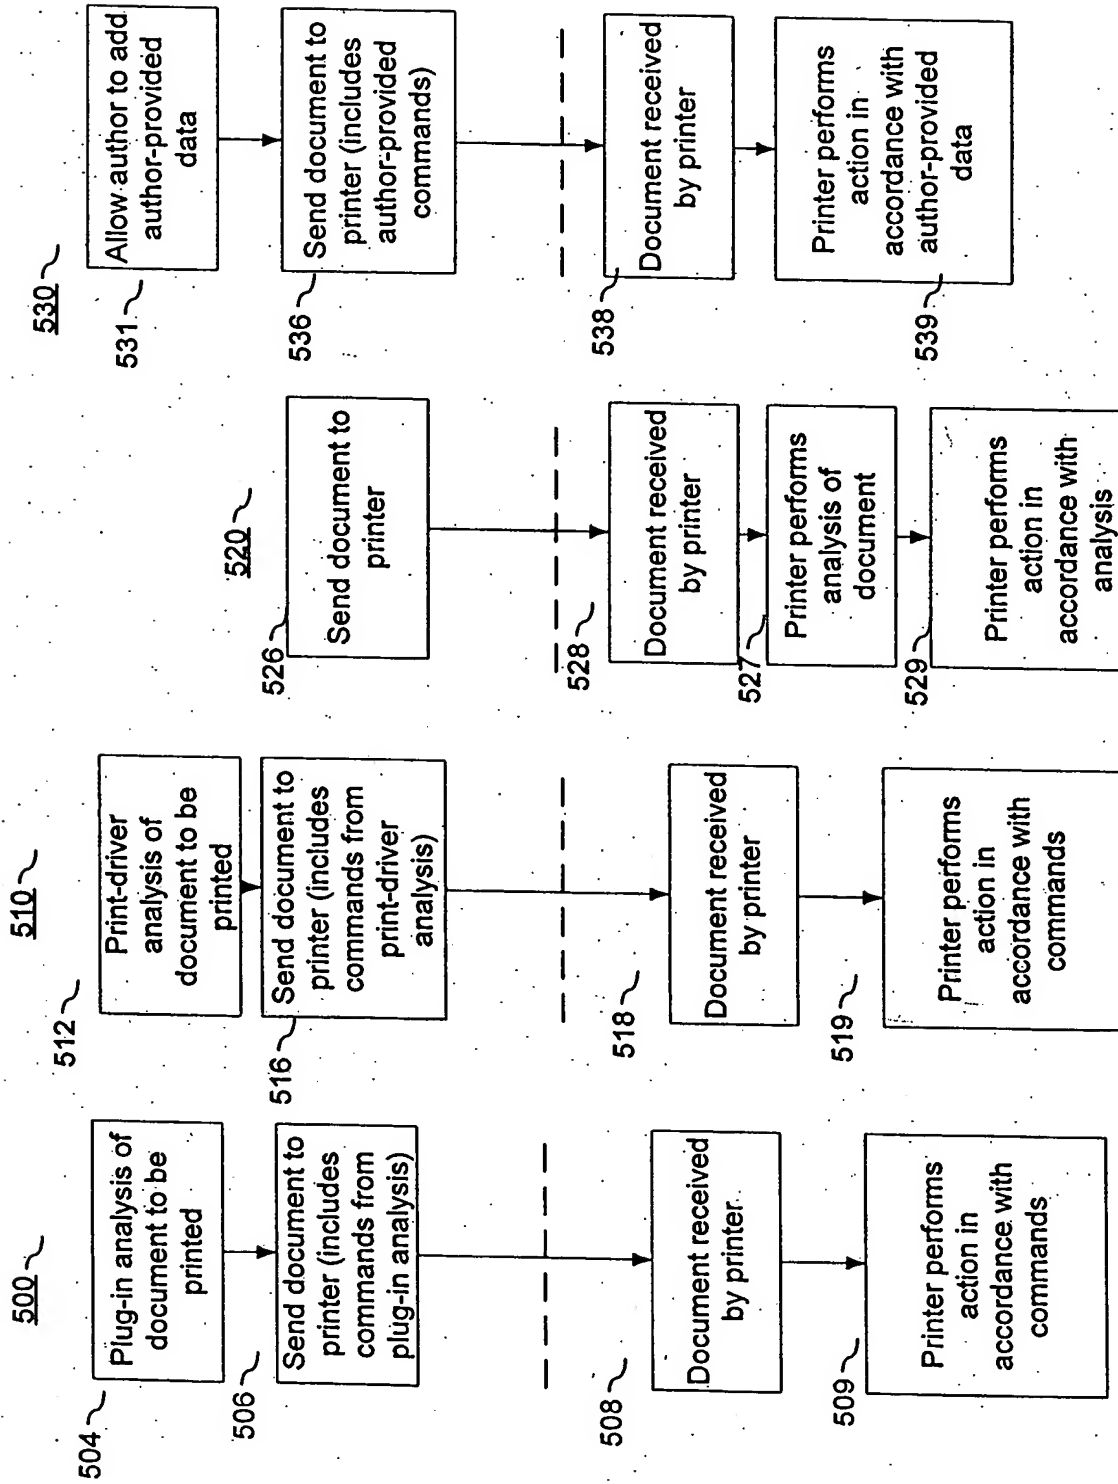 500
504
Plug-in analysis of
document to be
printed
506
Send document to
printer (includes
commands from
plug-in analysis)
508
Document received
by printer
509
Printer performs
action in
accordance with
commands
510
512
Print-driver
analysis of
document to be
printed
516
Send document to
printer (includes
commands from
print-driver
analysis)
518
Document received
by printer
519
Printer performs
action in
accordance with
commands
520
526
Send document to
printer
528
Document received
by printer
527
Printer performs
analysis of
document
529
Printer performs
action in
accordance with
analysis
530
531
Allow author to add
author-provided
data
536
Send document to
printer (includes
author-provided
commands)
538
Document received
by printer
539
Printer performs
action in
accordance with
author-provided
data